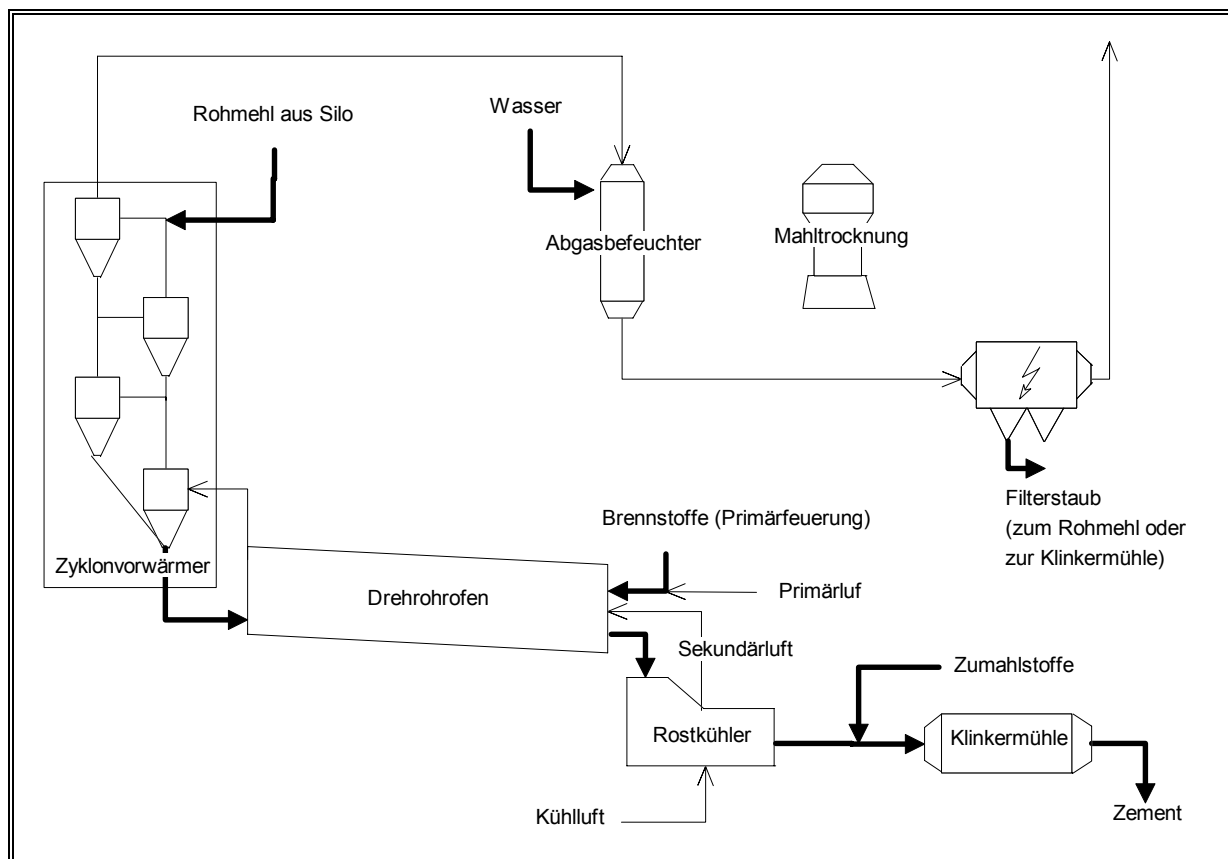 Wasser
Rohmehl aus Silo
Abgasbefeuchter
Mahltrocknung
Filterstaub
(zum Rohmehl oder
zur Klinkermühle)
Brennstoffe (Primärfeuerung)
Zyklonvorwärmer
Drehrohrofen
Primärluf
Sekundärluft
Zumahlstoffe
Rostkühler
Klinkermühle
Kühlluft
Zement